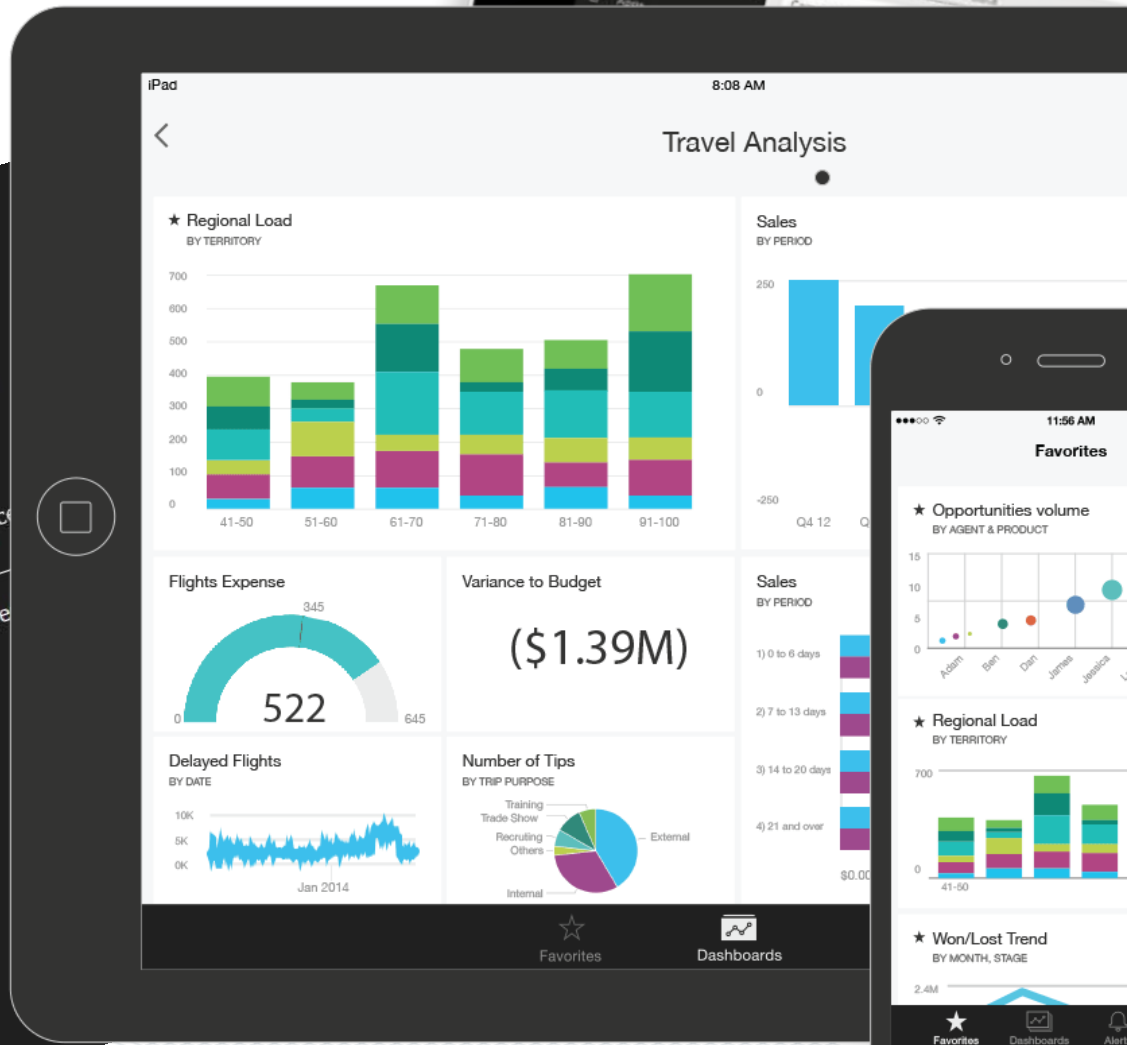 iPad
8:08 AM
Travel Analysis
★ Regional Load
BY TERRITORY
700
600
500
400
300
200
100
0
41-50 51-60 61-70 71-80 81-90 91-100
Sales
BY PERIOD
250
0
-250
Q4 12 Q
Flights Expense
345
0
522
645
Variance to Budget
($1.39M)
Sales
BY PERIOD
1) 0 to 6 days
2) 7 to 13 days
3) 14 to 20 days
4) 21 and over
$0.00
Delayed Flights
BY DATE
10K
5K
0K
Jan 2014
Number of Tips
BY TRIP PURPOSE
Training
Trade Show
Recruting
Others
Internal
External
Favorites
Dashboards
11:56 AM
Favorites
★ Opportunities volume
BY AGENT & PRODUCT
15
10
5
0
Adam Ben Dan James Jessica
★ Regional Load
BY TERRITORY
700
0
41-50
★ Won/Lost Trend
BY MONTH, STAGE
2.4M
Favorites Dashboards Alert